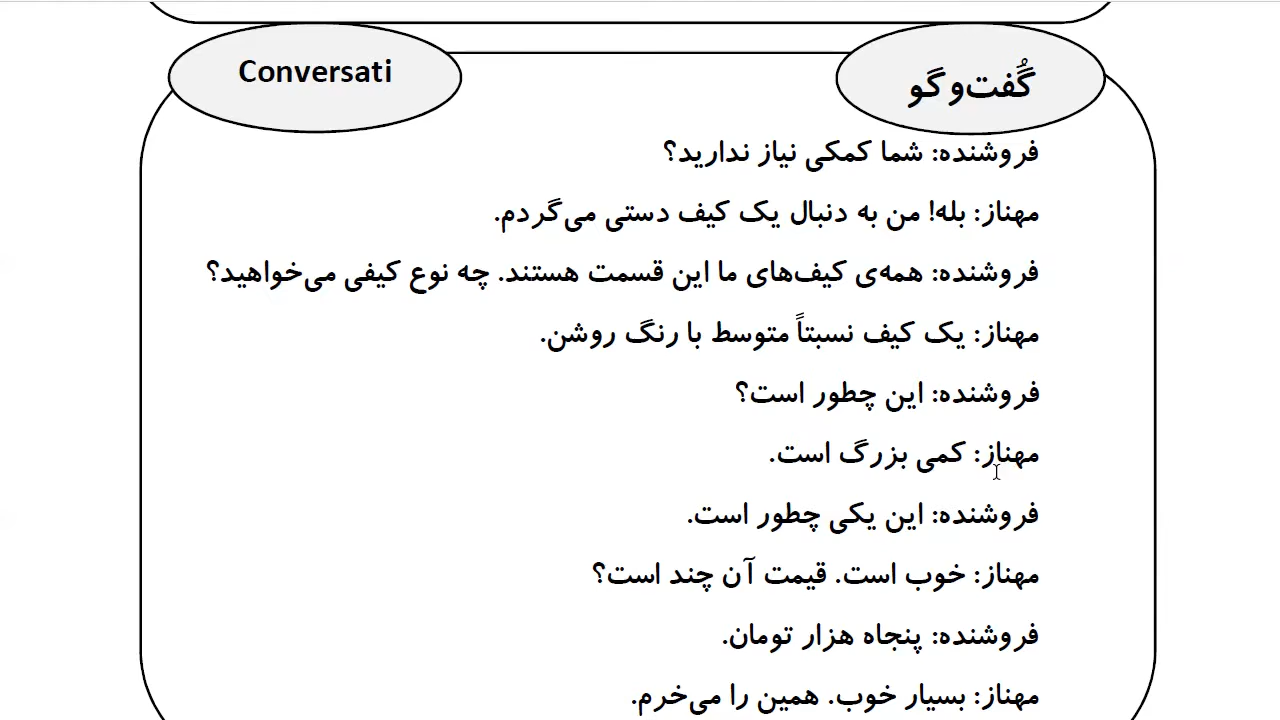 Conversati
گُفت‌وگو
فروشنده: شما کمکی نیاز ندارید؟
مهناز: بله! من به دنبال یک کیف دستی می‌گردم.
فروشنده: همه‌ی کیف‌های ما این قسمت هستند. چه نوع کیفی می‌خواهید؟
مهناز: یک کیف نسبتاً متوسط با رنگ روشن.
فروشنده: این چطور است؟
مهناز: کمی بزرگ است.
فروشنده: این یکی چطور است.
مهناز: خوب است. قیمت آن چند است؟
فروشنده: پنجاه هزار تومان.
مهناز: بسیار خوب. همین را می‌خرم.